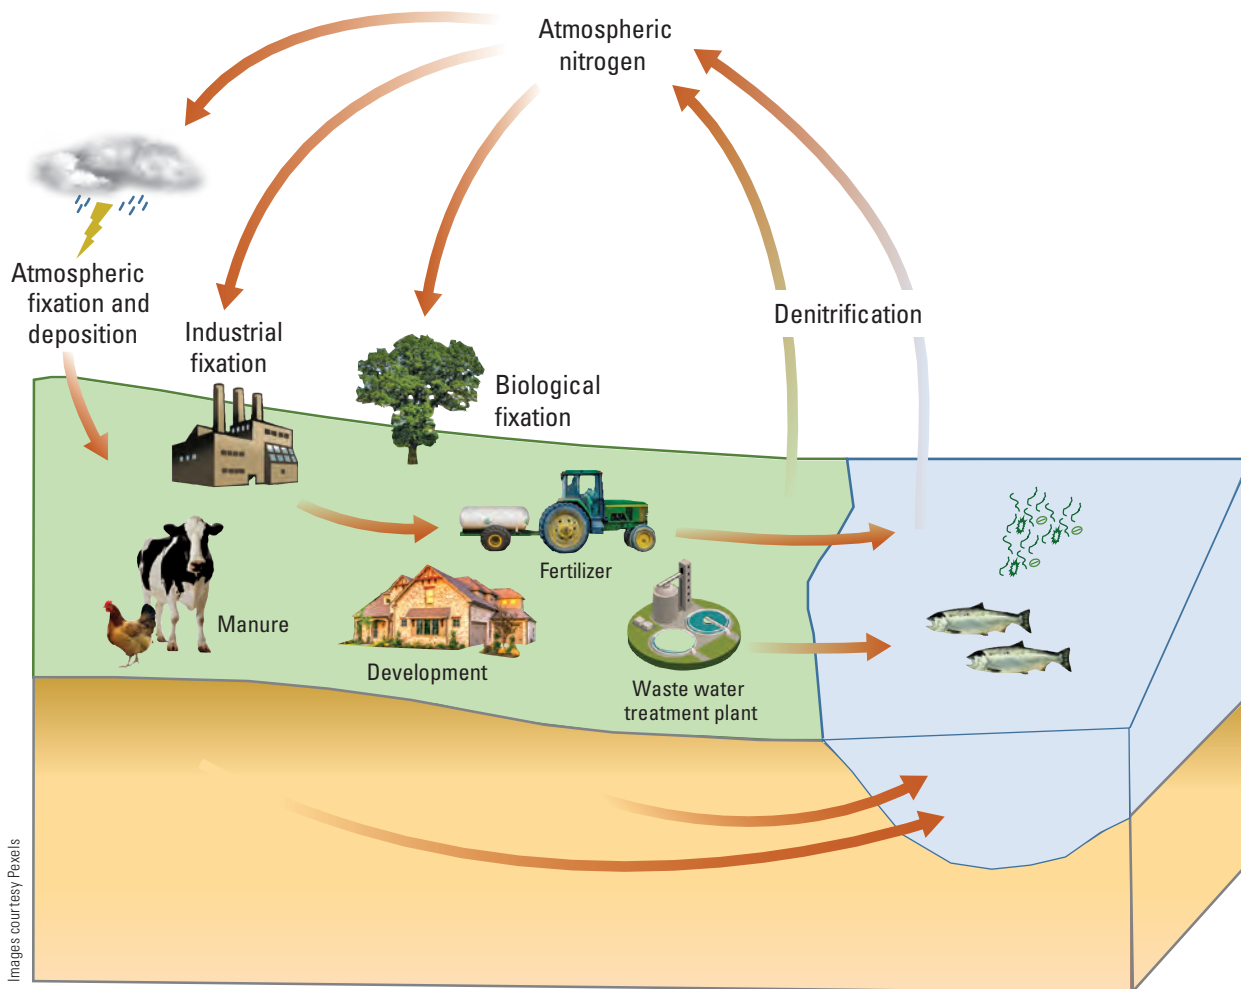 Atmospheric
nitrogen
Atmospheric
fixation and
deposition
Industrial
fixation
Biological
fixation
Denitrification
Fertilizer
Manure
Development
Waste water
treatment plant
Images courtesy Pexels